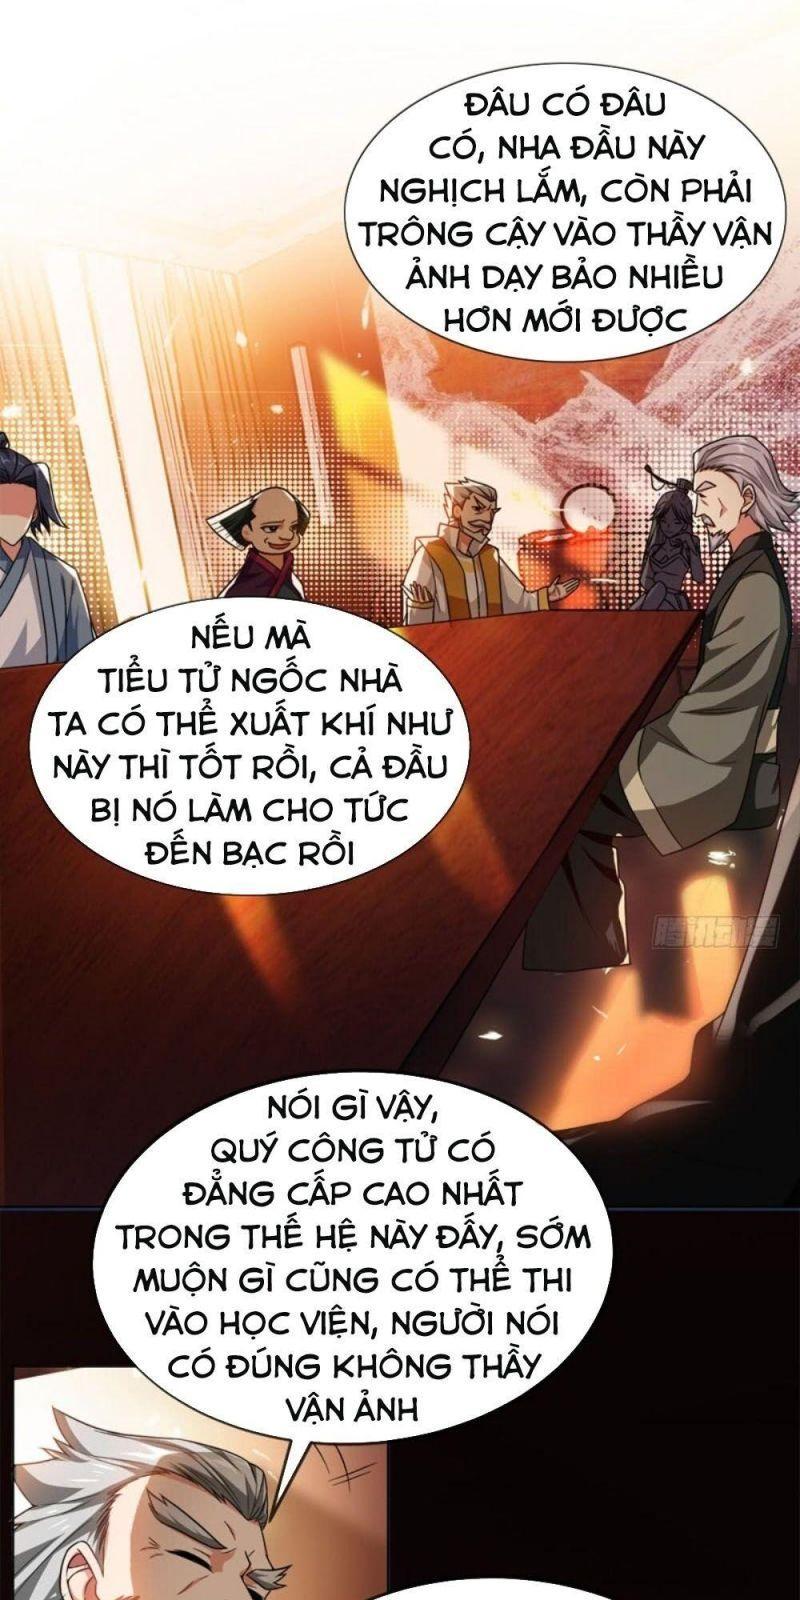 ĐÂU CÓ ĐÂU
CÓ, NHA ĐẦU NÀY
NGHỊCH LẮM, CÒN PHẢI
TRÔNG CẬY VÀO THẦY VẬN
ẢNH DẠY BẢO NHIỀU
HƠN MỚI ĐƯỢC
NẾU MÀ
TIỂU TỬ NGỐC NHÀ
TA CÓ THỂ XUẤT KHÍ NHƯ
NÀY THÌ TỐT RỒI, CẢ ĐẦU
BỊ NÓ LÀM CHO TỨC
ĐẾN BẠC RỒI
腾讯动漫
NÓI GÌ VẬY,
QUÝ CÔNG TỬ CÓ
ĐẲNG CẤP CAO NHẤT
TRONG THẾ HỆ NÀY ĐẤY, SỚM
MUỘN GÌ CŨNG CÓ THỂ THI
VÀO HỌC VIỆN, NGƯỜI NÓI
CÓ ĐÚNG KHÔNG THẦY
VẬN ẢNH